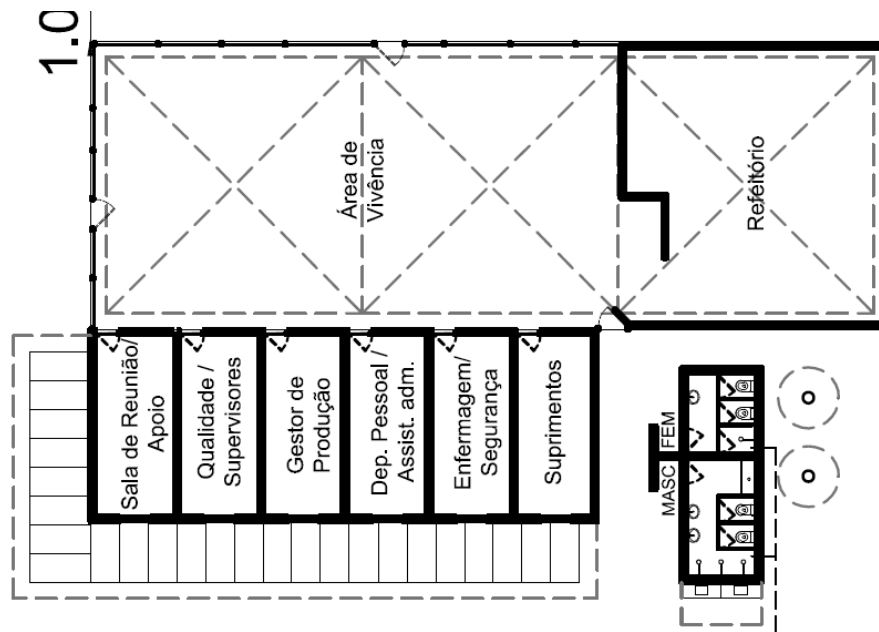 1.0
Área de
Vivência
Refeitório
Sala de Reunião/
Apoio
Qualidade /
Supervisores
Gestor de
Produção
Dep. Pessoal /
Assist. adm.
Enfermagem/
Segurança
Suprimentos
FEM
MASC